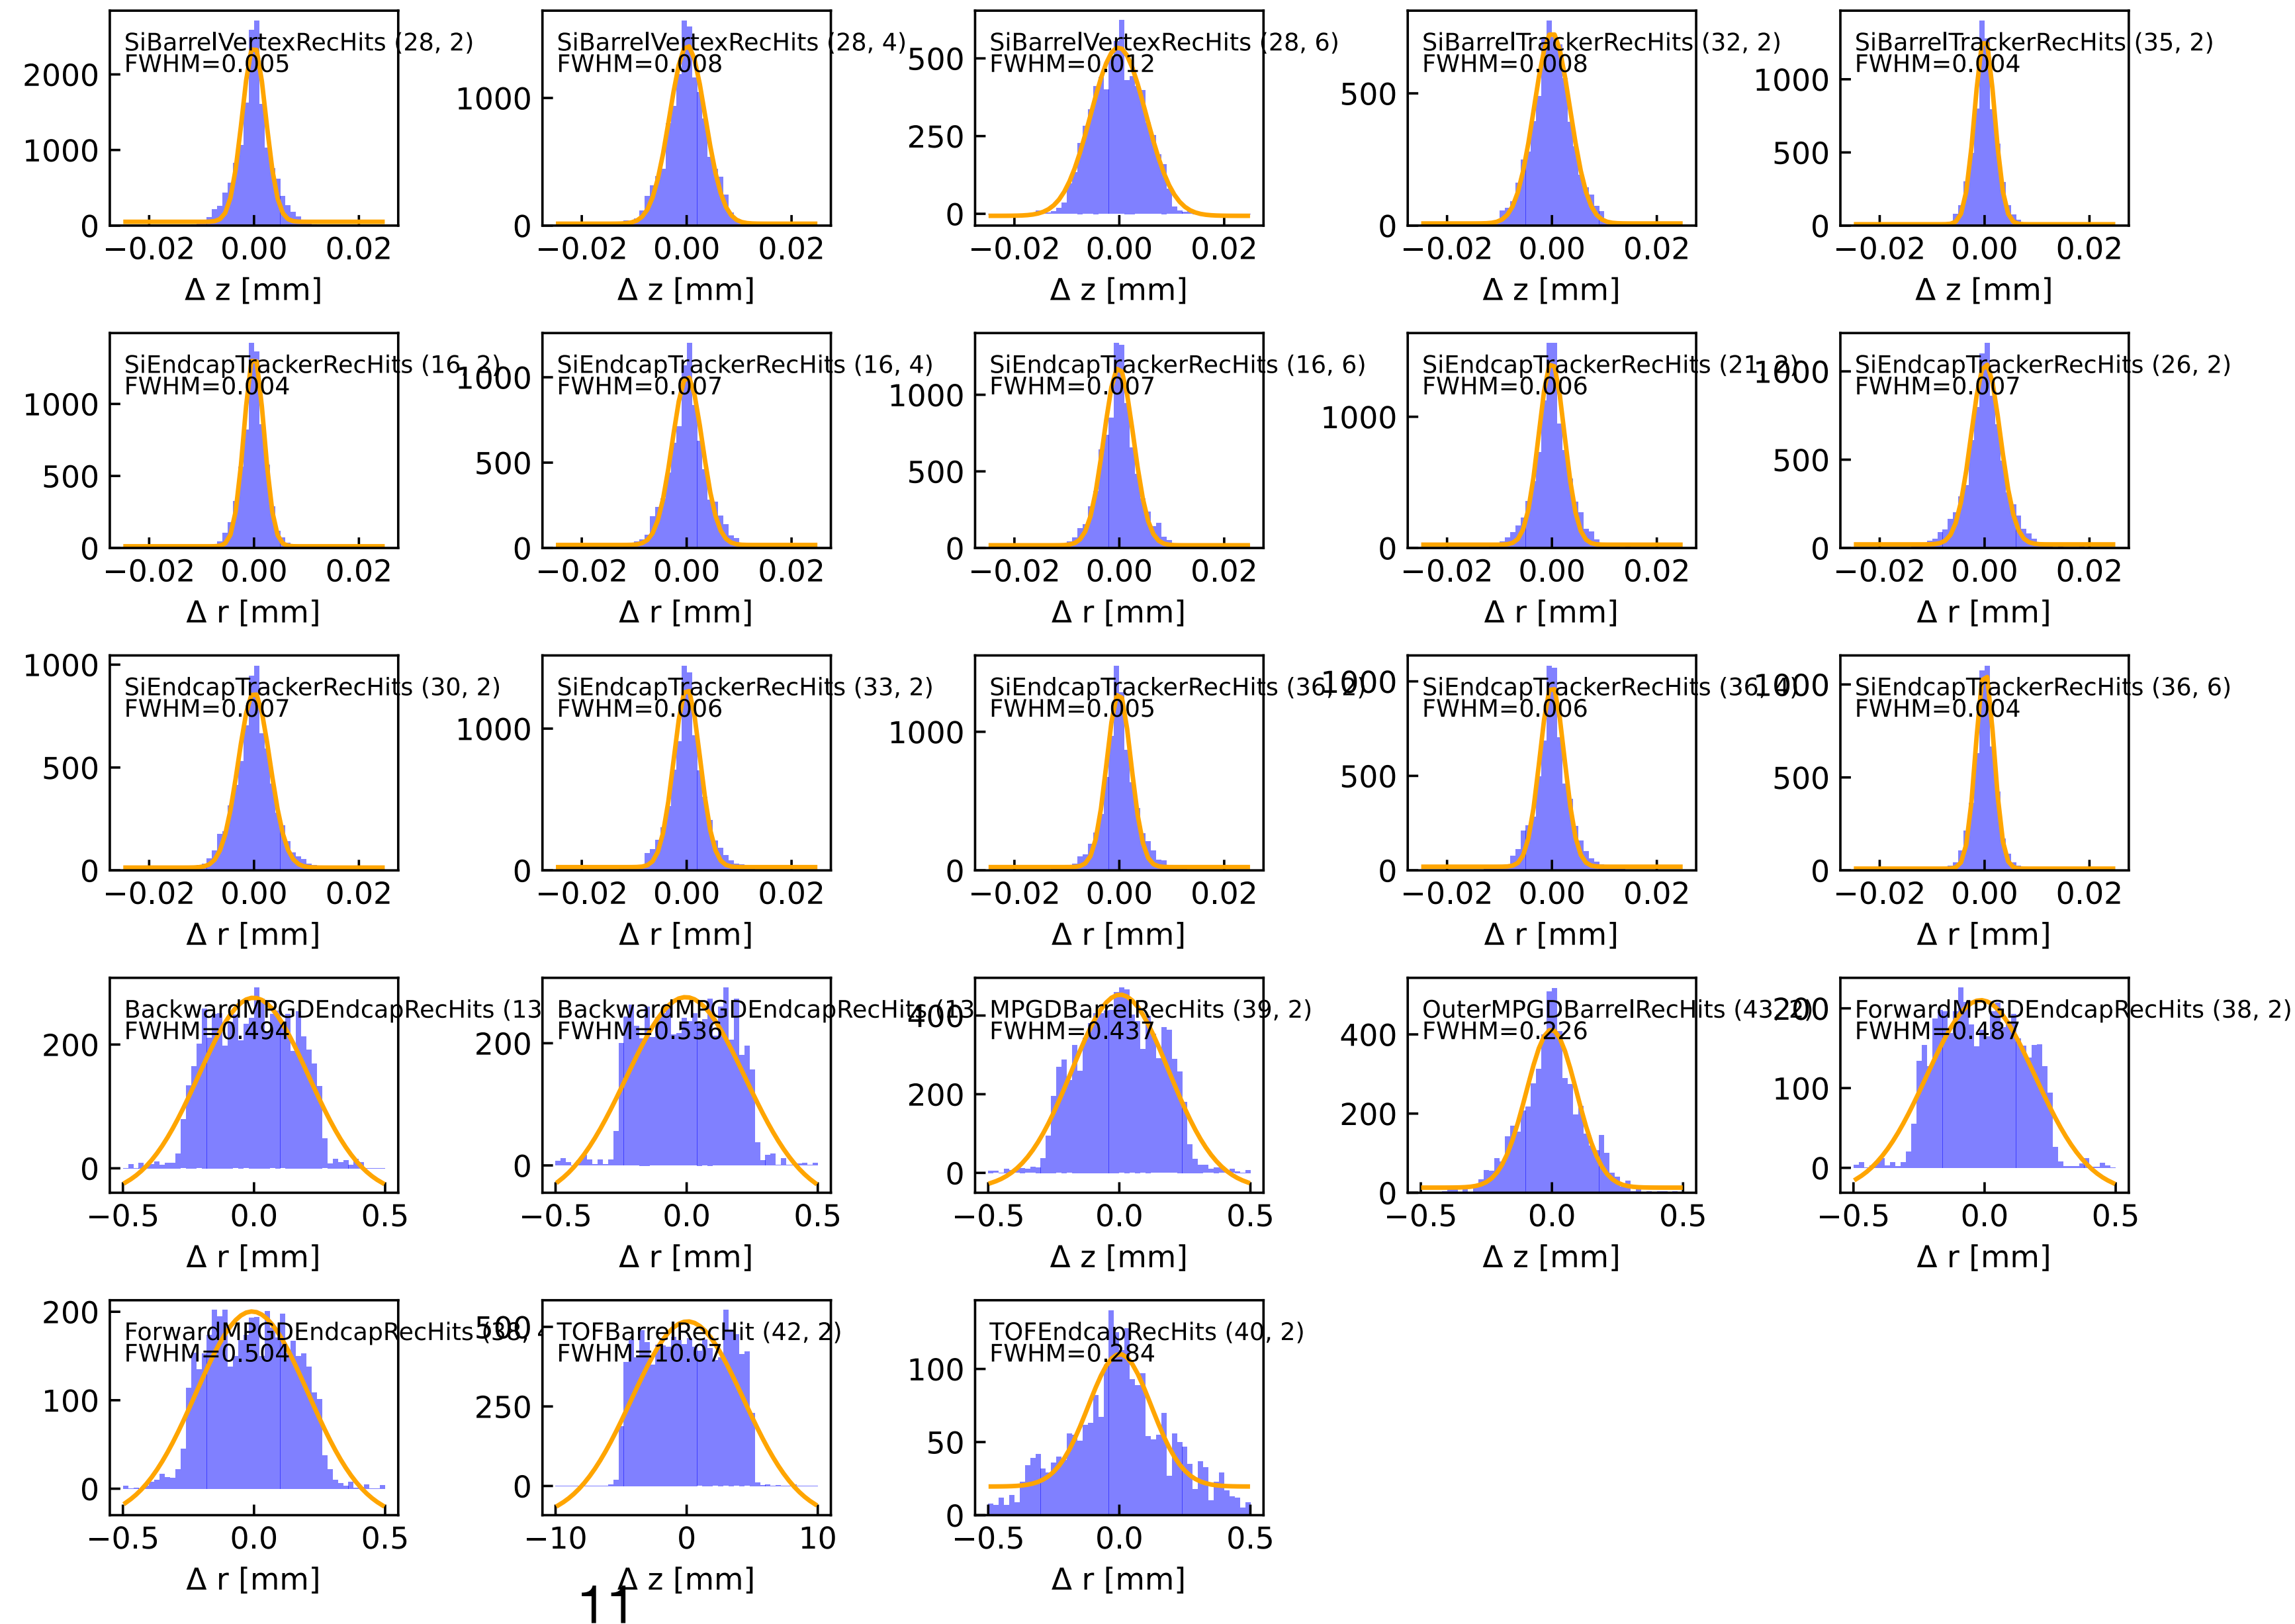 SiBarrelVertexRecHits (28, 2)
FWHM=0.005
2000
1000
0
−0.02 0.00 0.02
Δ z [mm]
SiBarrelVertexRecHits (28, 4)
FWHM=0.008
1000
0
−0.02 0.00 0.02
Δ z [mm]
SiBarrelVertexRecHits (28, 6)
FWHM=0.012
500
250
0
−0.02 0.00 0.02
Δ z [mm]
SiBarrelTrackerRecHits (32, 2)
FWHM=0.008
500
0
−0.02 0.00 0.02
Δ z [mm]
SiBarrelTrackerRecHits (35, 2)
FWHM=0.004
1000
500
0
−0.02 0.00 0.02
Δ z [mm]
SiEndcapTrackerRecHits (16, 2)
FWHM=0.004
1000
500
0
−0.02 0.00 0.02
Δ r [mm]
SiEndcapTrackerRecHits (16, 4)
FWHM=0.007
1000
500
0
−0.02 0.00 0.02
Δ r [mm]
SiEndcapTrackerRecHits (16, 6)
FWHM=0.007
1000
500
0
−0.02 0.00 0.02
Δ r [mm]
SiEndcapTrackerRecHits (21, 2)
FWHM=0.006
1000
0
−0.02 0.00 0.02
Δ r [mm]
SiEndcapTrackerRecHits (26, 2)
FWHM=0.007
1000
500
0
−0.02 0.00 0.02
Δ r [mm]
SiEndcapTrackerRecHits (30, 2)
FWHM=0.007
1000
500
0
−0.02 0.00 0.02
Δ r [mm]
SiEndcapTrackerRecHits (33, 2)
FWHM=0.006
1000
0
−0.02 0.00 0.02
Δ r [mm]
SiEndcapTrackerRecHits (36, 2)
FWHM=0.005
1000
0
−0.02 0.00 0.02
Δ r [mm]
SiEndcapTrackerRecHits (36, 4)
FWHM=0.006
1000
500
0
−0.02 0.00 0.02
Δ r [mm]
SiEndcapTrackerRecHits (36, 6)
FWHM=0.004
1000
500
0
−0.02 0.00 0.02
Δ r [mm]
BackwardMPGDEndcapRecHits (13
FWHM=0.494
200
0
−0.5 0.0 0.5
Δ r [mm]
BackwardMPGDEndcapRecHits (13
FWHM=0.536
200
0
−0.5 0.0 0.5
Δ r [mm]
MPGDBarrelRecHits (39, 2)
FWHM=0.437
400
200
0
−0.5 0.0 0.5
Δ z [mm]
OuterMPGDBarrelRecHits (43, 2)
FWHM=0.226
400
200
0
−0.5 0.0 0.5
Δ z [mm]
ForwardMPGDEndcapRecHits (38, 2)
FWHM=0.487
200
100
0
−0.5 0.0 0.5
Δ r [mm]
ForwardMPGDEndcapRecHits (38, 4
FWHM=0.504
200
100
0
−0.5 0.0 0.5
Δ r [mm]
TOFBarrelRecHit (42, 2)
FWHM=10.07
500
250
0
−10 0 10
Δ z [mm]
TOFEndcapRecHits (40, 2)
FWHM=0.284
100
50
0
−0.5 0.0 0.5
Δ r [mm]
11